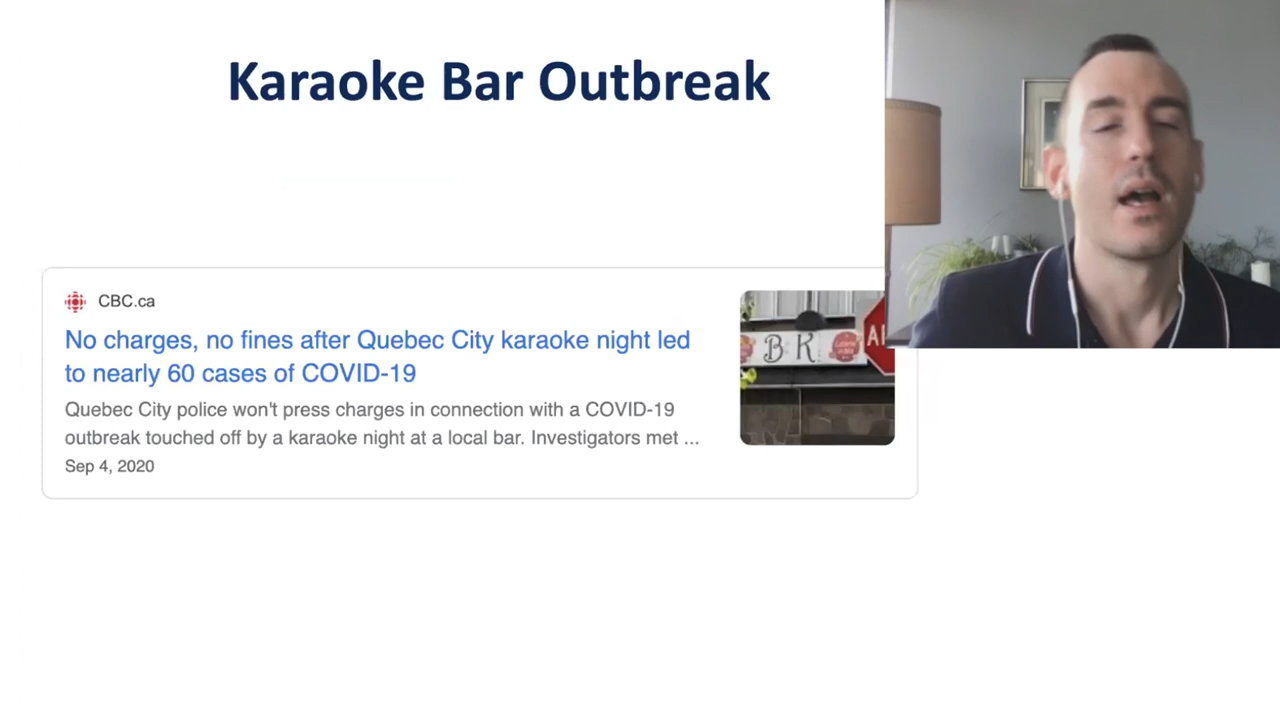 Karaoke Bar Outbreak
CBC.ca
No charges, no fines after Quebec City karaoke night led
to nearly 60 cases of COVID-19
Quebec City police won't press charges in connection with a COVID-19
outbreak touched off by a karaoke night at a local bar. Investigators met ...
Sep 4, 2020
B K